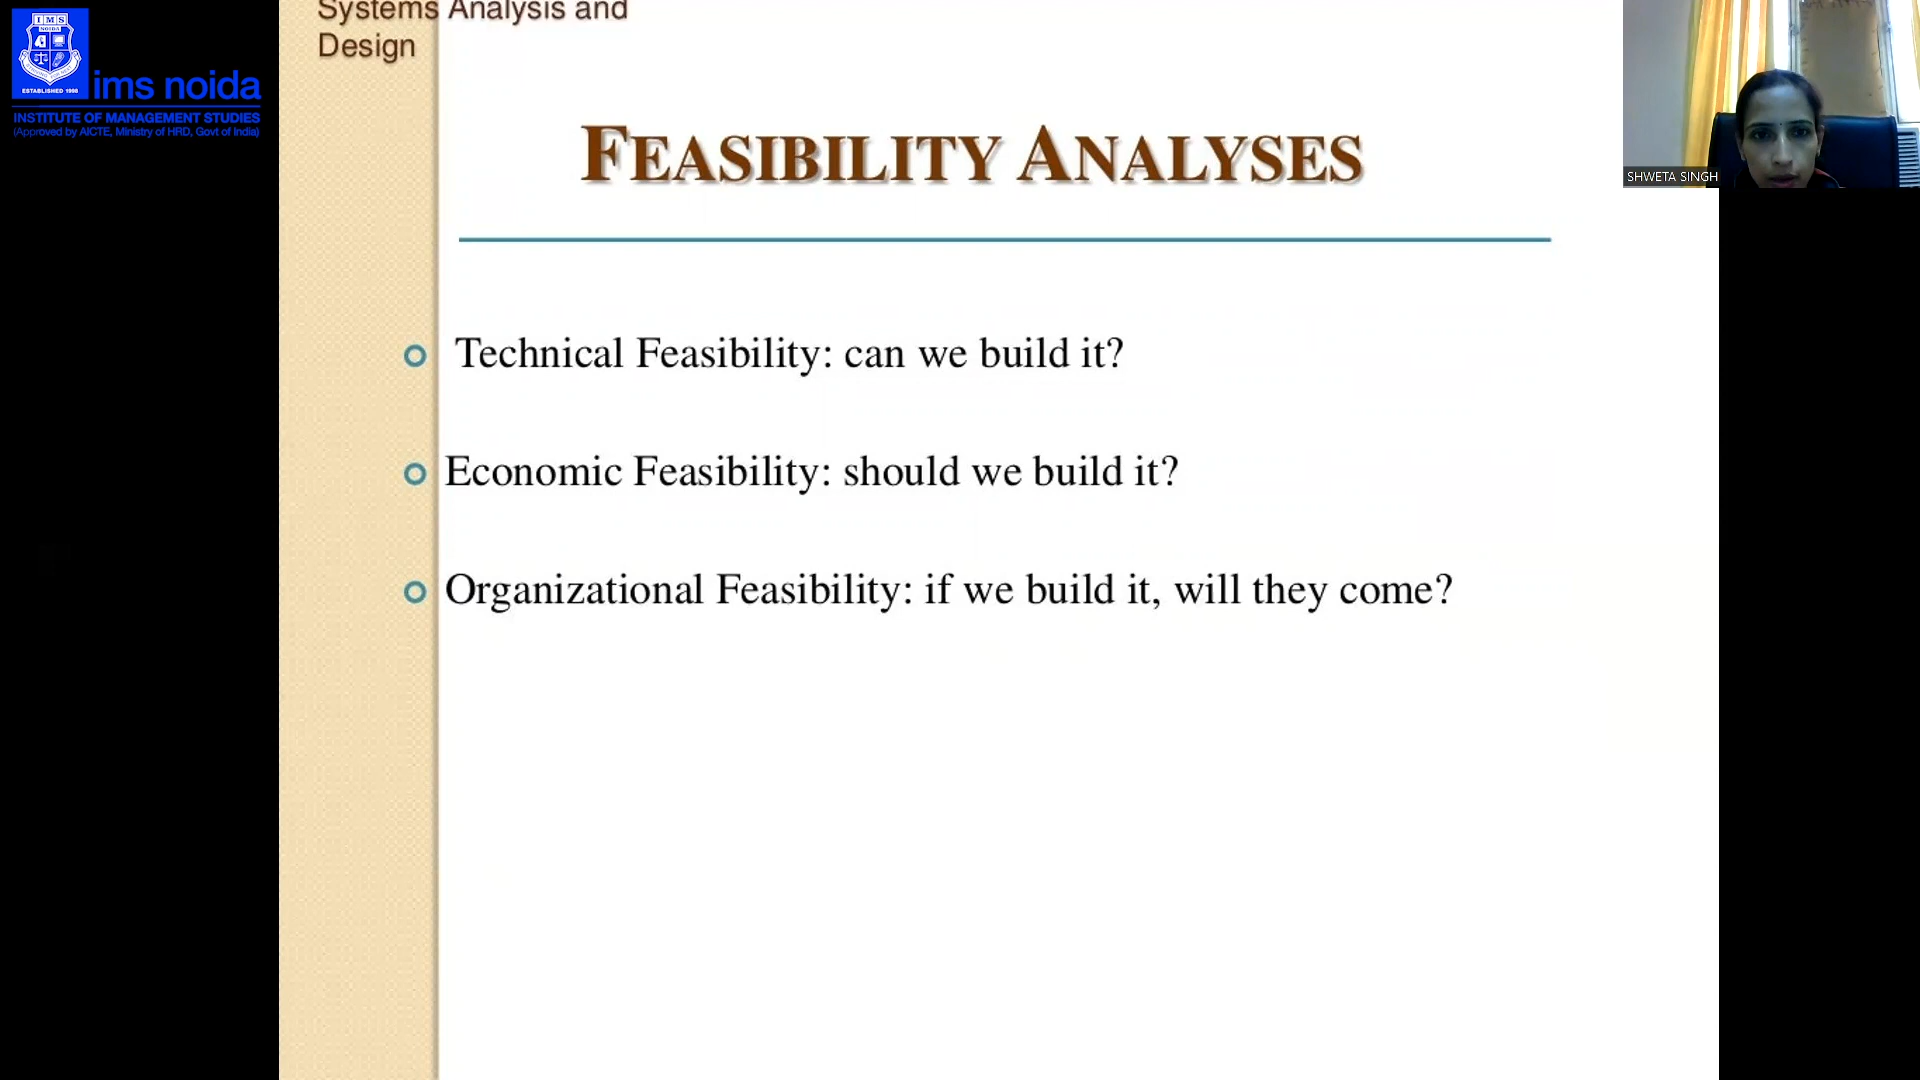 IMS
NOIDA
ESTABLISHED 1998
ims noida
INSTITUTE OF MANAGEMENT STUDIES
(Approved by AICTE, Ministry of HRD, Govt of India)
Systems Analysis and
Design
FEASIBILITY ANALYSES
Technical Feasibility: can we build it?
Economic Feasibility: should we build it?
Organizational Feasibility: if we build it, will they come?
SHWETA SINGH